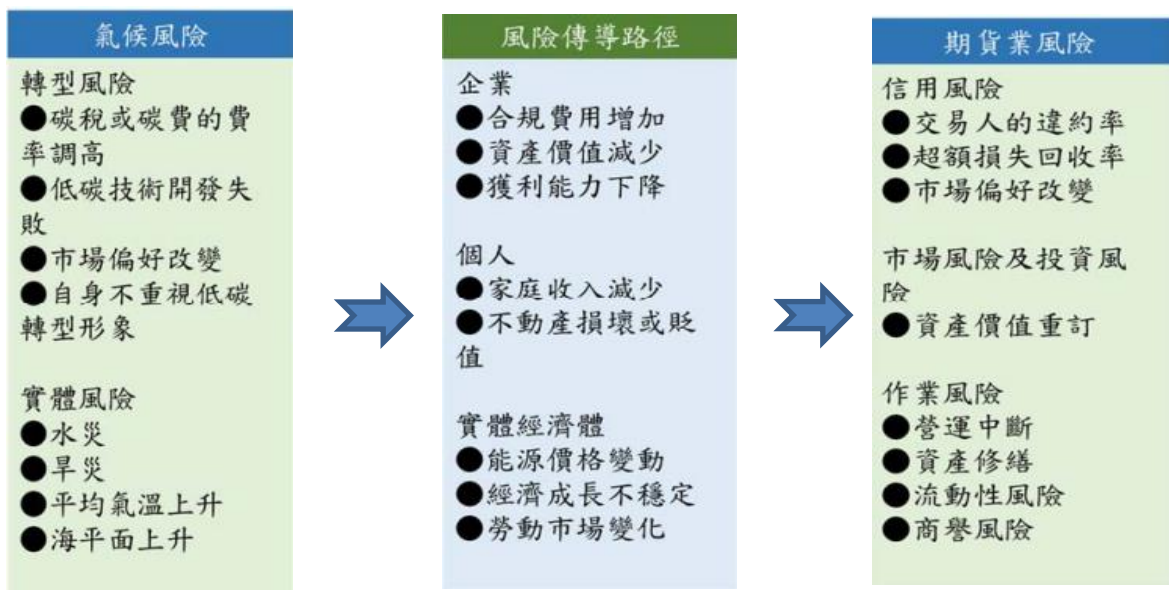 氣候風險
轉型風險
●碳稅或碳費的費
率調高
●低碳技術開發失
敗
●市場偏好改變
●自身不重視低碳
轉型形象
實體風險
●水災
●旱災
●平均氣溫上升
●海平面上升
風險傳導路徑
企業
●合規費用增加
●資產價值減少
●獲利能力下降
個人
●家庭收入減少
●不動產損壞或貶
值
實體經濟體
●能源價格變動
●經濟成長不穩定
●勞動市場變化
期貨業風險
信用風險
●交易人的違約率
●超額損失回收率
●市場偏好改變
市場風險及投資風
險
●資產價值重訂
作業風險
●營運中斷
●資產修繕
●流動性風險
●商譽風險